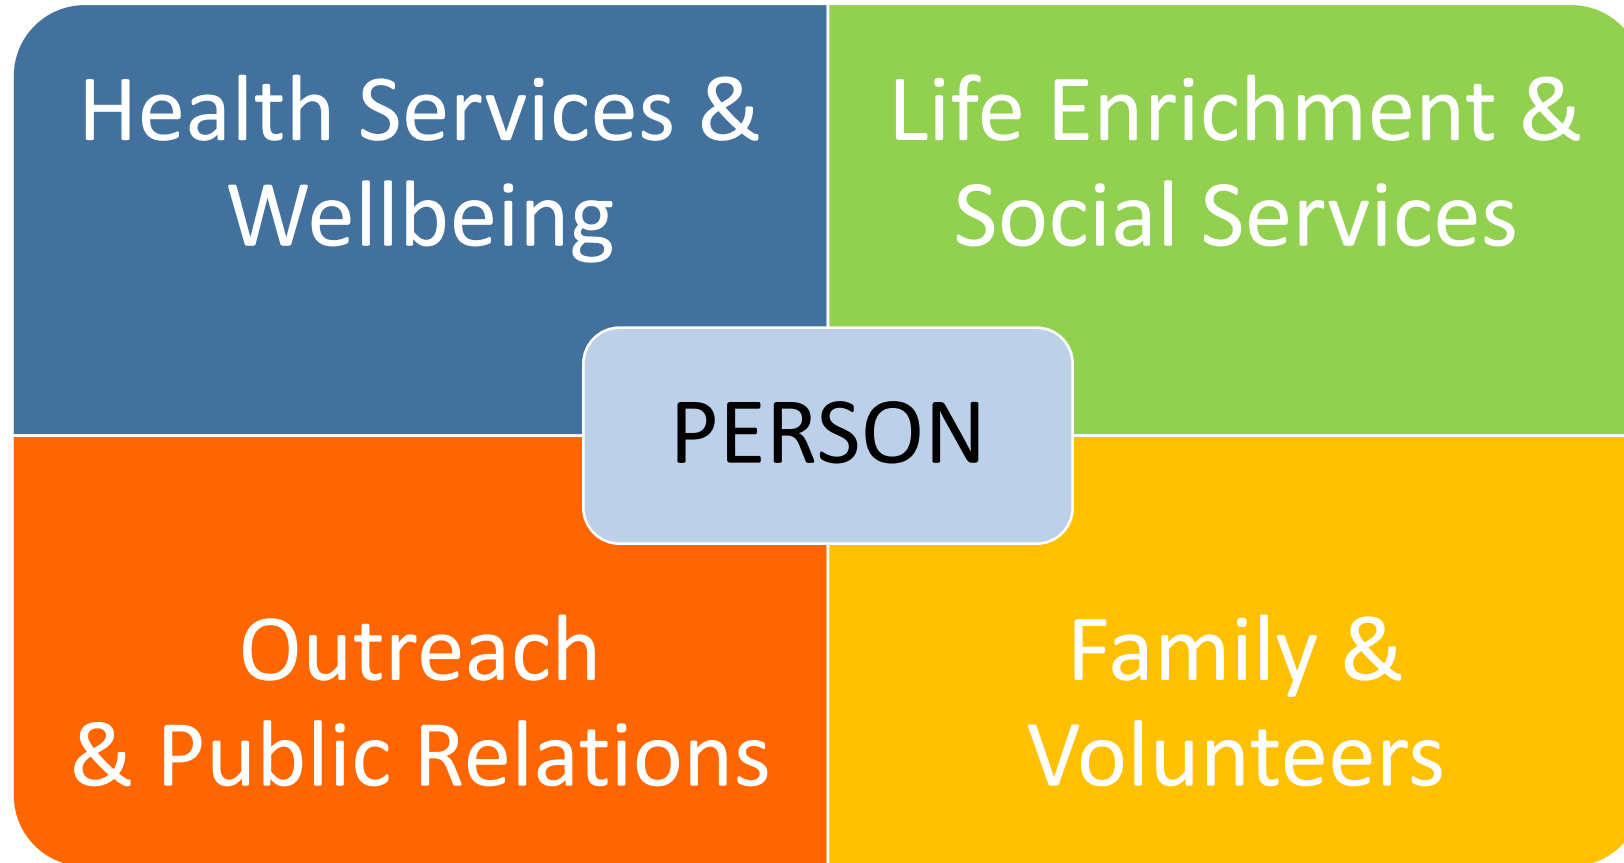 Health Services &
Wellbeing
Life Enrichment &
Social Services
PERSON
Outreach
& Public Relations
Family &
Volunteers